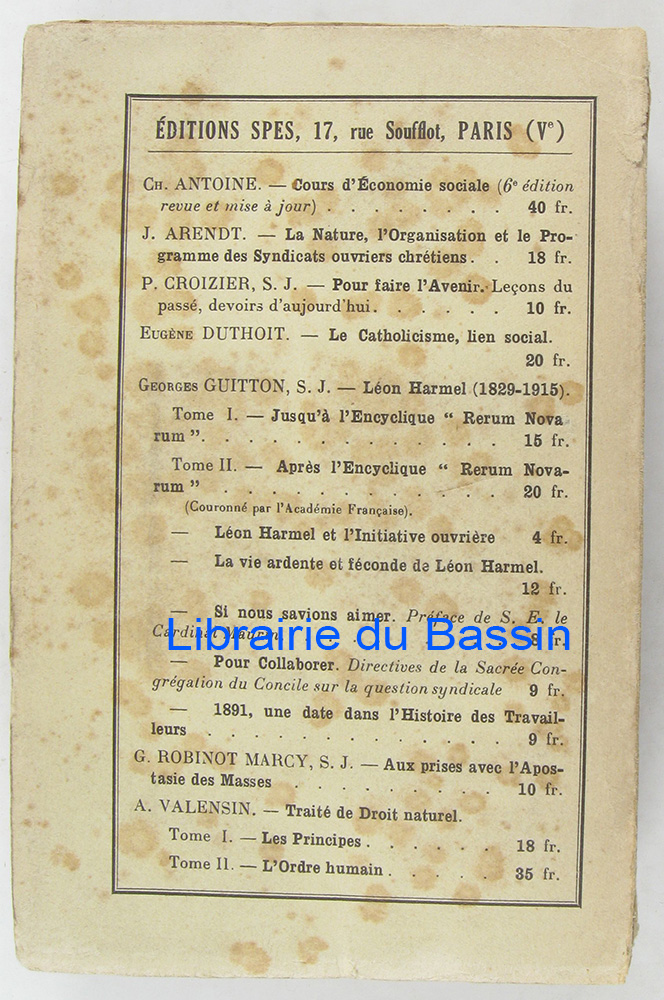 ÉDITIONS SPES, 17, rue Soufflot, PARIS (Ve)
CH. ANTOINE. — Cours d'Économie sociale (6e édition
revue et mise à jour) . . . . . . . . 40 fr.
J. ARENDT. — La Nature, l'Organisation et le Pro-
gramme des Syndicats ouvriers chrétiens. . 18 fr.
P. CROIZIER, S. J. — Pour faire l'Avenir. Leçons du
passé, devoirs d'aujourd'hui. . . . . . 10 fr.
EUGÈNE DUTHOIT. — Le Catholicisme, lien social.
20 fr.
GEORGES GUITTON, S. J. — Léon Harmel (1829-1915).
Tome I. — Jusqu'à l'Encyclique “ Rerum Nova
rum ”. . . . . . . . . . . . . 15 fr.
Tome II. — Après l'Encyclique “ Rerum Nova-
rum ” . . . . . . . . . . . . 20 fr.
(Couronné par l'Académie Française).
— Léon Harmel et l'Initiative ouvrière 4 fr.
— La vie ardente et féconde de Léon Harmel.
12 fr.
— Si nous savions aimer. Préface de S. E. le
Cardinal 8 fr.
Librairie du Bassin
— Pour Collaborer. Directives de la Sacrée Con-
grégation du Concile sur la question syndicale 9 fr.
— 1891, une date dans l'Histoire des Travail-
leurs . . . . . . . . . . . . 9 fr.
G. ROBINOT MARCY, S. J. — Aux prises avec l'Apos-
tasie des Masses . . . . . . . . . 10 fr.
A. VALENSIN. — Traité de Droit naturel.
Tome I. — Les Principes . . . . . . 18 fr.
Tome II. — L'Ordre humain . . . . . 35 fr.